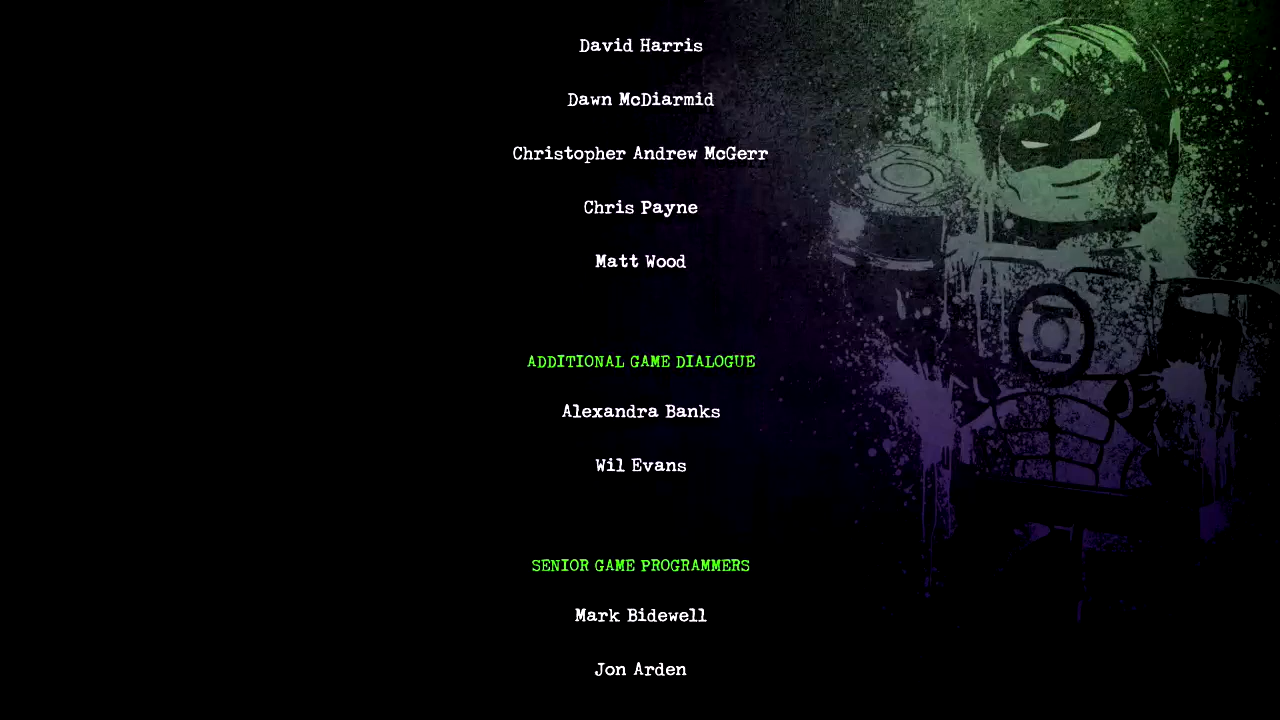 David Harris
Dawn McDiarmid
Christopher Andrew McGerr
Chris Payne
Matt Wood
ADDITIONAL GAME DIALOGUE
Alexandra Banks
Wil Evans
SENIOR GAME PROGRAMMERS
Mark Bidewell
Jon Arden